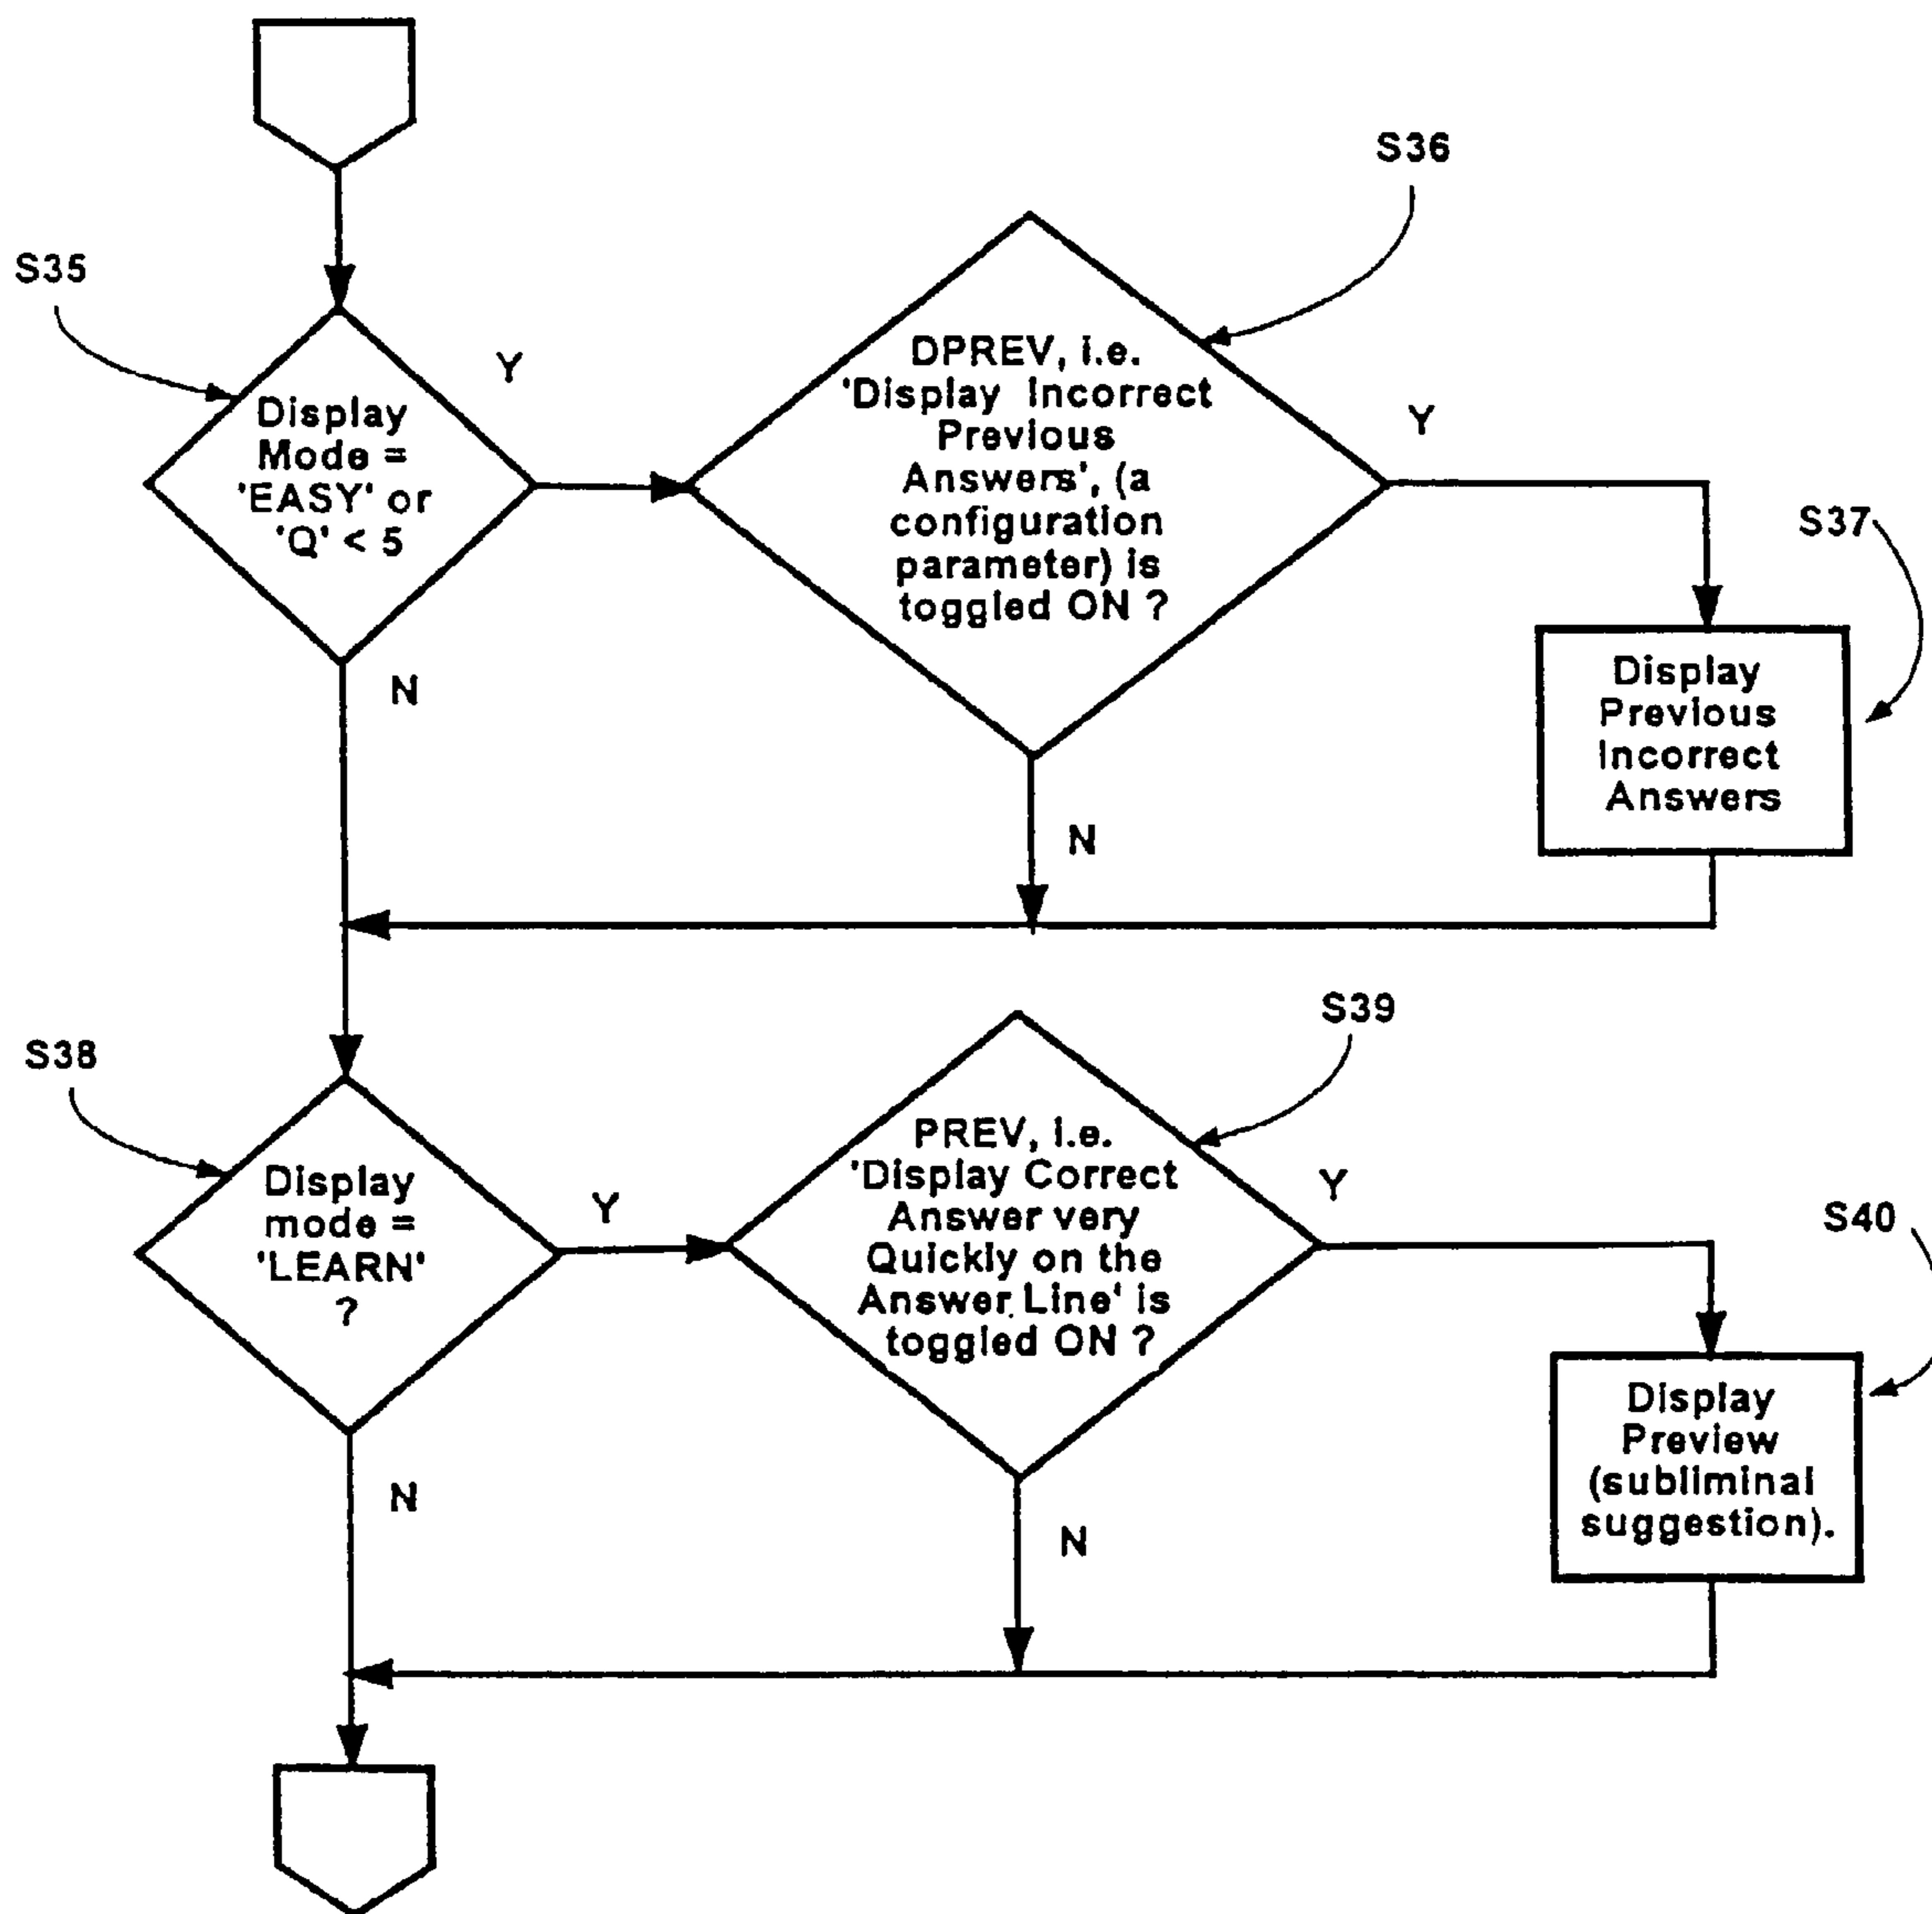 S35
Display
Mode =
'EASY' or
'Q' < 5
Y
N
S36
DPREV, i.e.
'Display Incorrect
Previous
Answers', (a
configuration
parameter) is
toggled ON ?
Y
N
S37
Display
Previous
Incorrect
Answers
S38
Display
mode =
'LEARN'
?
Y
N
S39
PREV, i.e.
'Display Correct
Answer very
Quickly on the
Answer Line' is
toggled ON ?
Y
N
S40
Display
Preview
(subliminal
suggestion).